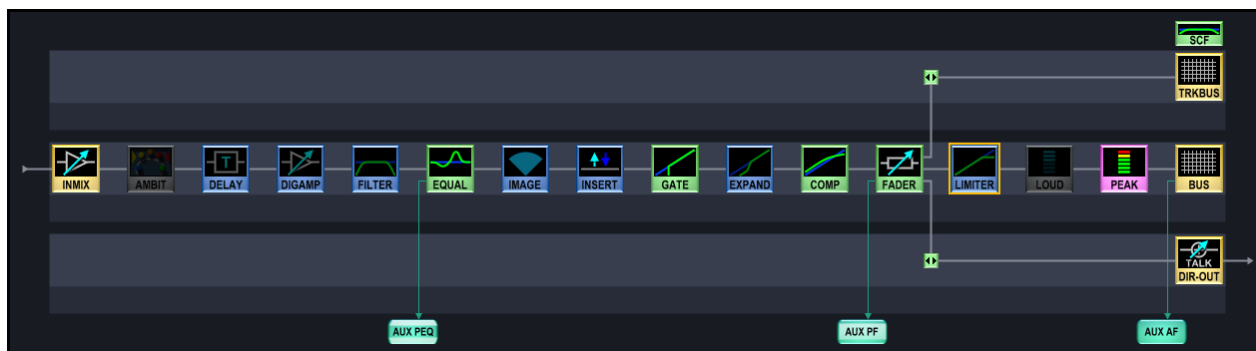 SCF
TRKBUS
INMIX
AMBIT
T
DELAY
DIGAMP
FILTER
EQUAL
IMAGE
INSERT
GATE
EXPAND
COMP
FADER
LIMITER
LOUD
PEAK
BUS
TALK
DIR-OUT
AUX PEQ
AUX PF
AUX AF